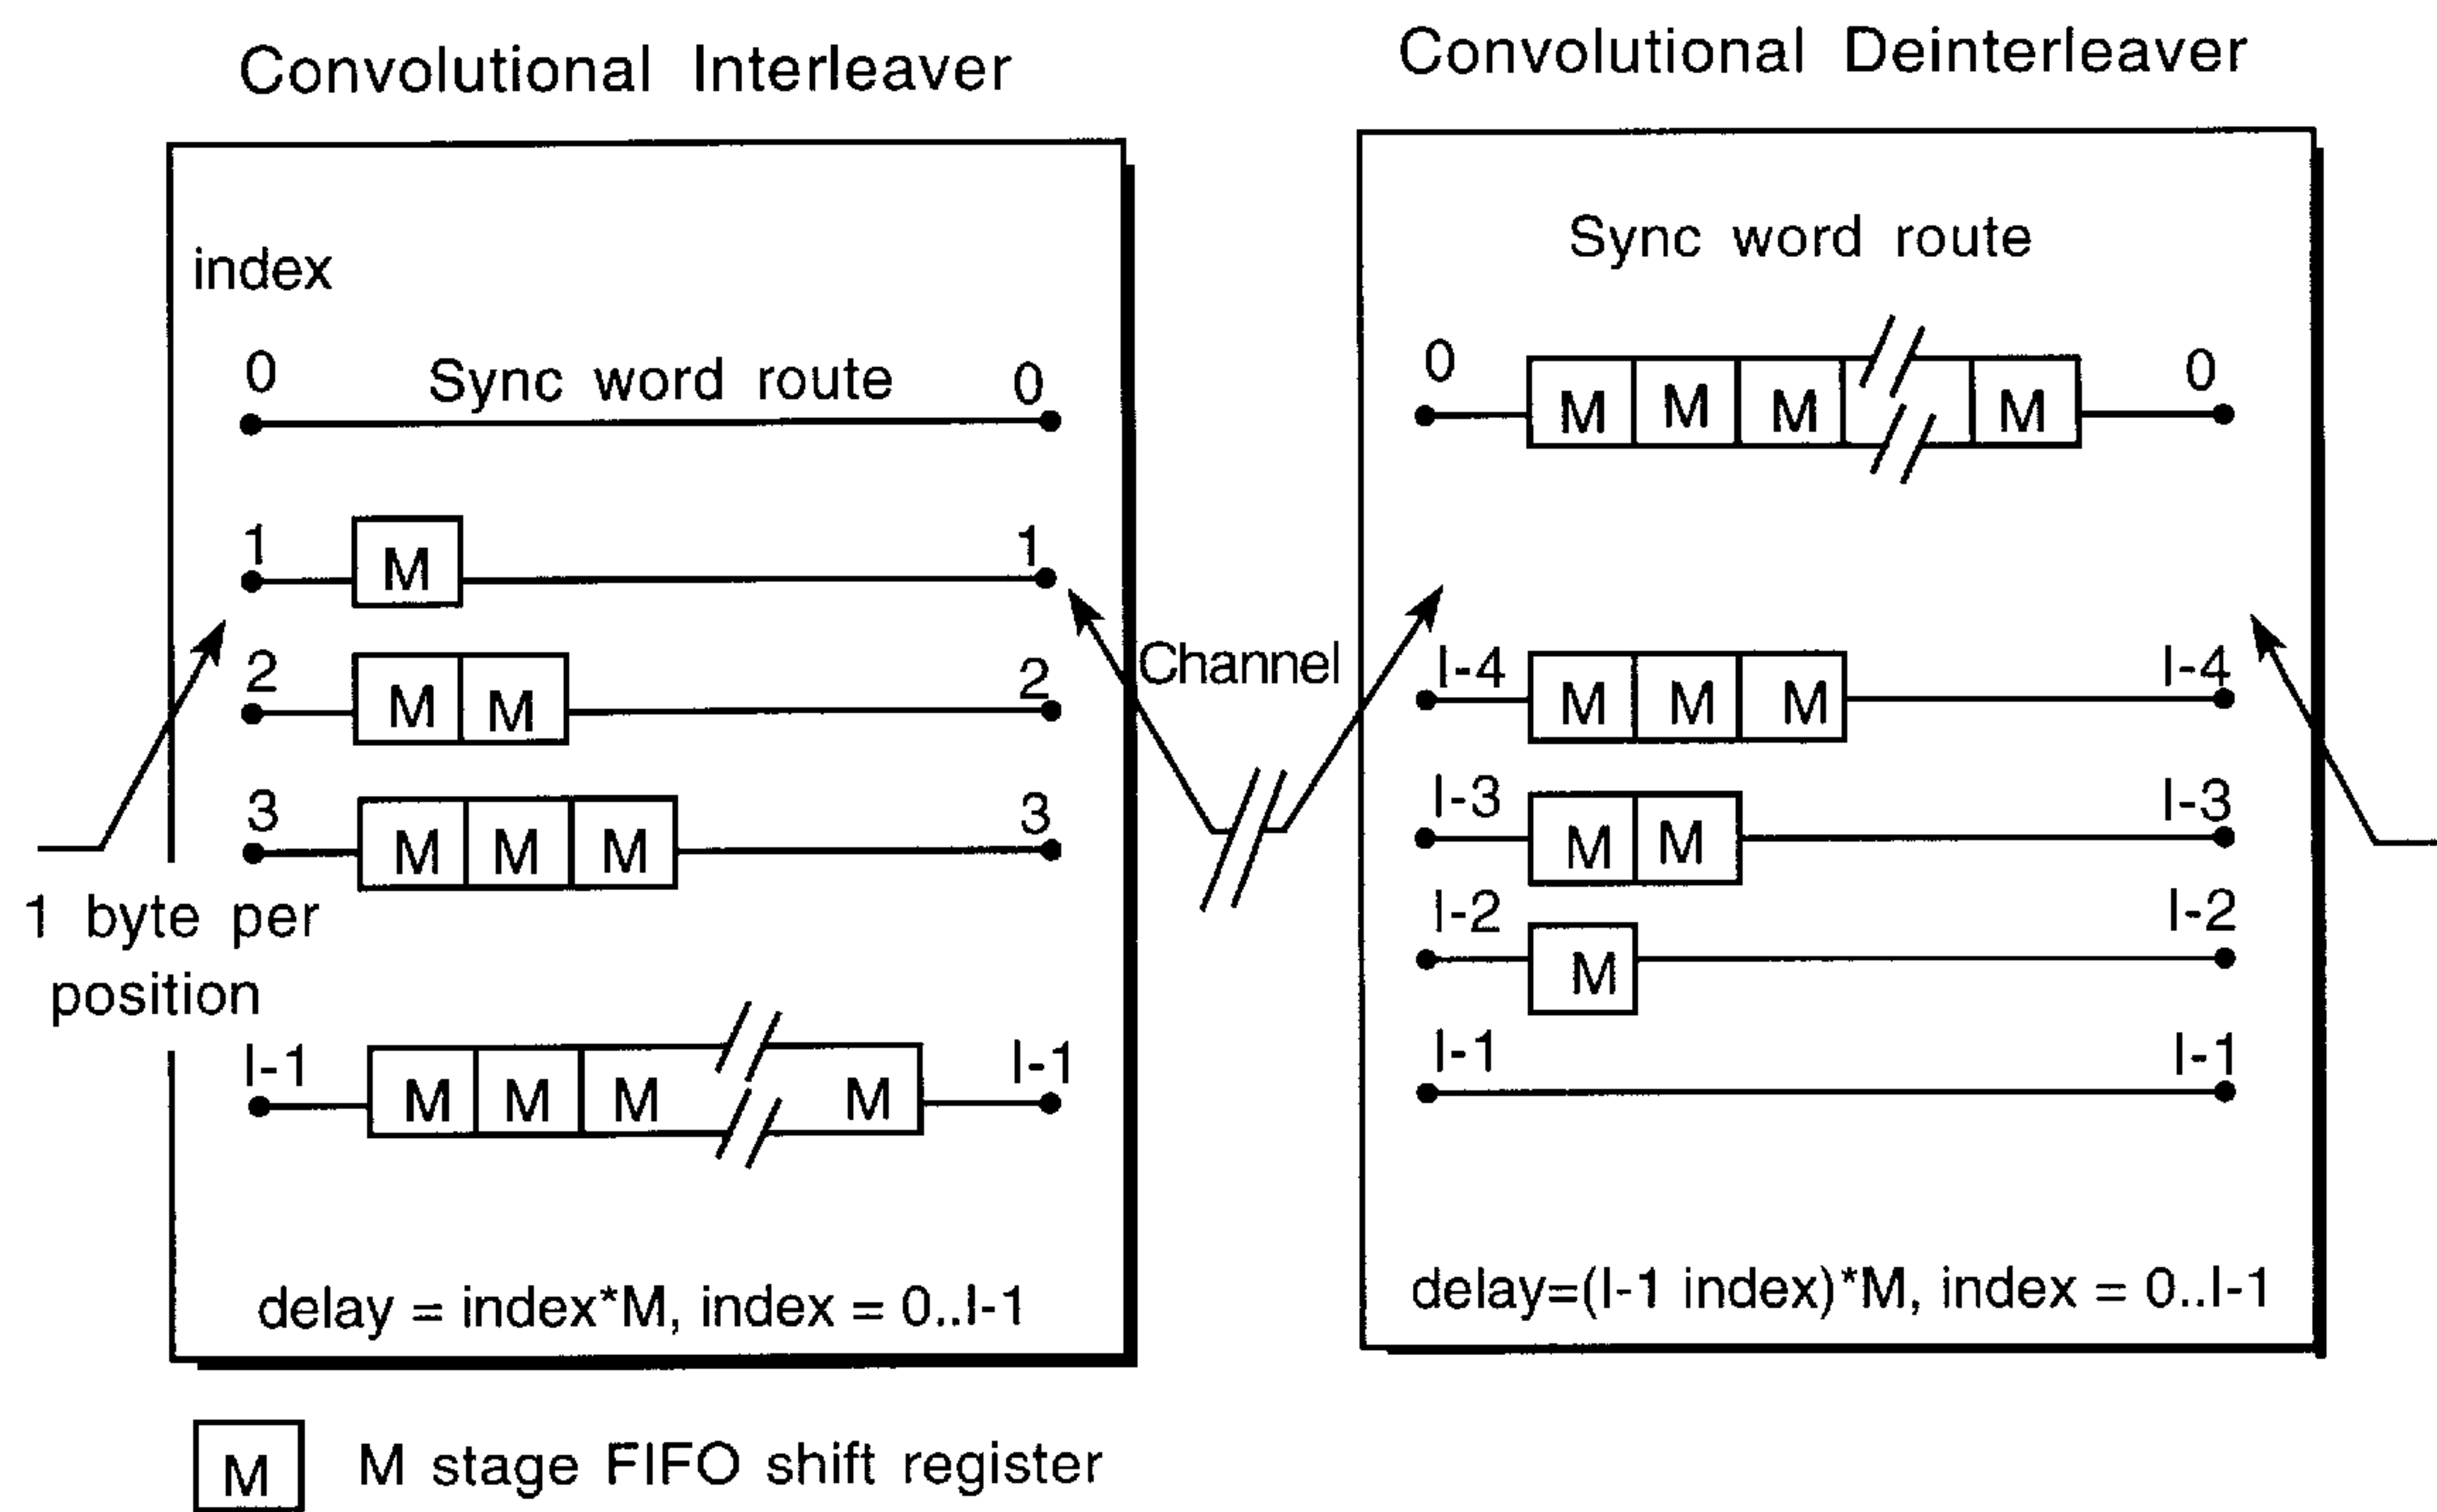 Convolutional Interleaver
index
0 Sync word route 0
1 M 1
2 M M 2
3 M M M 3
1 byte per
position
I-1 M M M M I-1
delay = index*M, index = 0..I-1
M M stage FIFO shift register
Channel
Convolutional Deinterleaver
Sync word route
0 M M M M 0
I-4 M M M I-4
I-3 M M I-3
I-2 M I-2
I-1 I-1
delay=(I-1 index)*M, index = 0..I-1